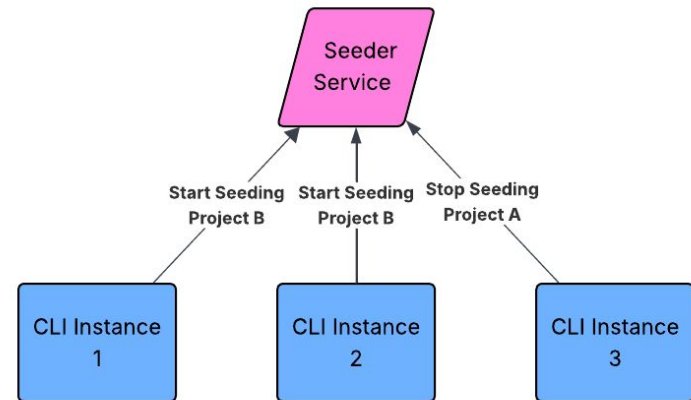 Seeder
Service
Start Seeding
Project B
Start Seeding
Project B
Stop Seeding
Project A
CLI Instance
1
CLI Instance
2
CLI Instance
3